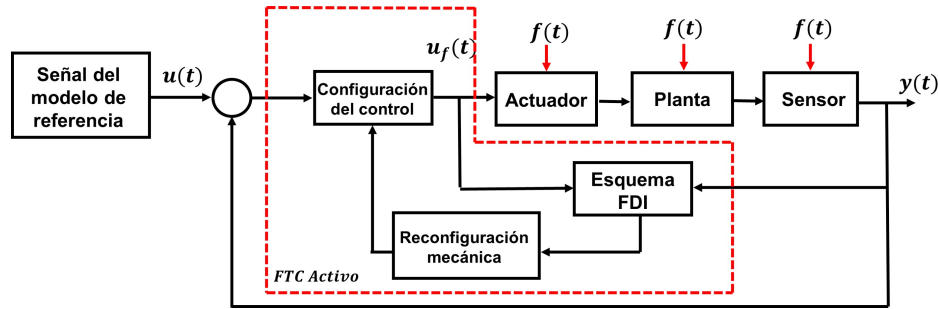 Señal del
modelo de
referencia
u(t)
Configuración
del control
u_f(t)
f(t)
Actuador
f(t)
Planta
f(t)
Sensor
y(t)
Esquema
FDI
Reconfiguración
mecánica
FTC Activo